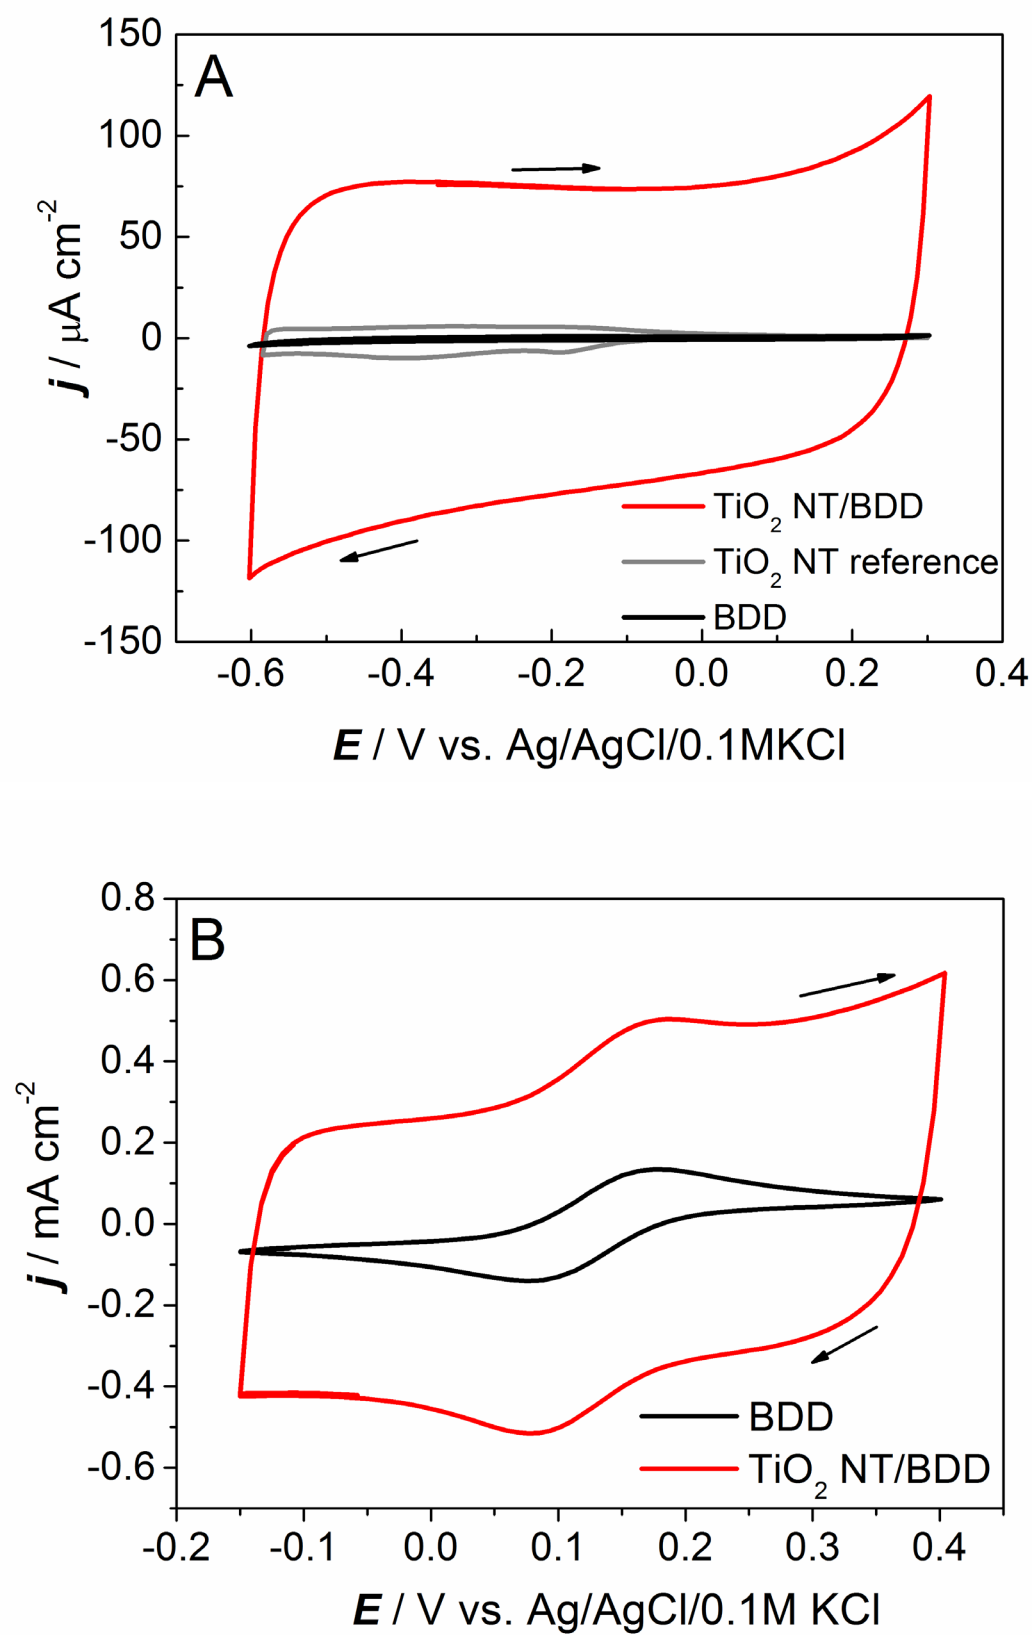 A
150
100
50
0
-50
-100
-150
j / μA cm-2
TiO2 NT/BDD
TiO2 NT reference
BDD
-0.6 -0.4 -0.2 0.0 0.2 0.4
E / V vs. Ag/AgCl/0.1MKCl
B
0.8
0.6
0.4
0.2
0.0
-0.2
-0.4
-0.6
j / mA cm-2
BDD
TiO2 NT/BDD
-0.2 -0.1 0.0 0.1 0.2 0.3 0.4
E / V vs. Ag/AgCl/0.1M KCl